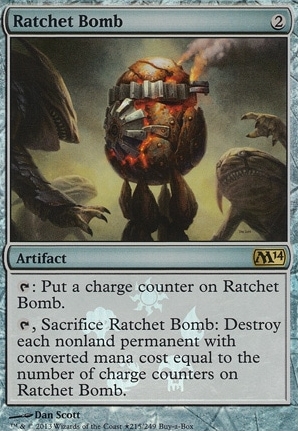 Ratchet Bomb 2
Artifact M14
: Put a charge counter on Ratchet
Bomb.
, Sacrifice Ratchet Bomb: Destroy
each nonland permanent with
converted mana cost equal to the
number of charge counters on
Ratchet Bomb.
Dan Scott
™ & © 2013 Wizards of the Coast ★215/249 Buy-a-Box